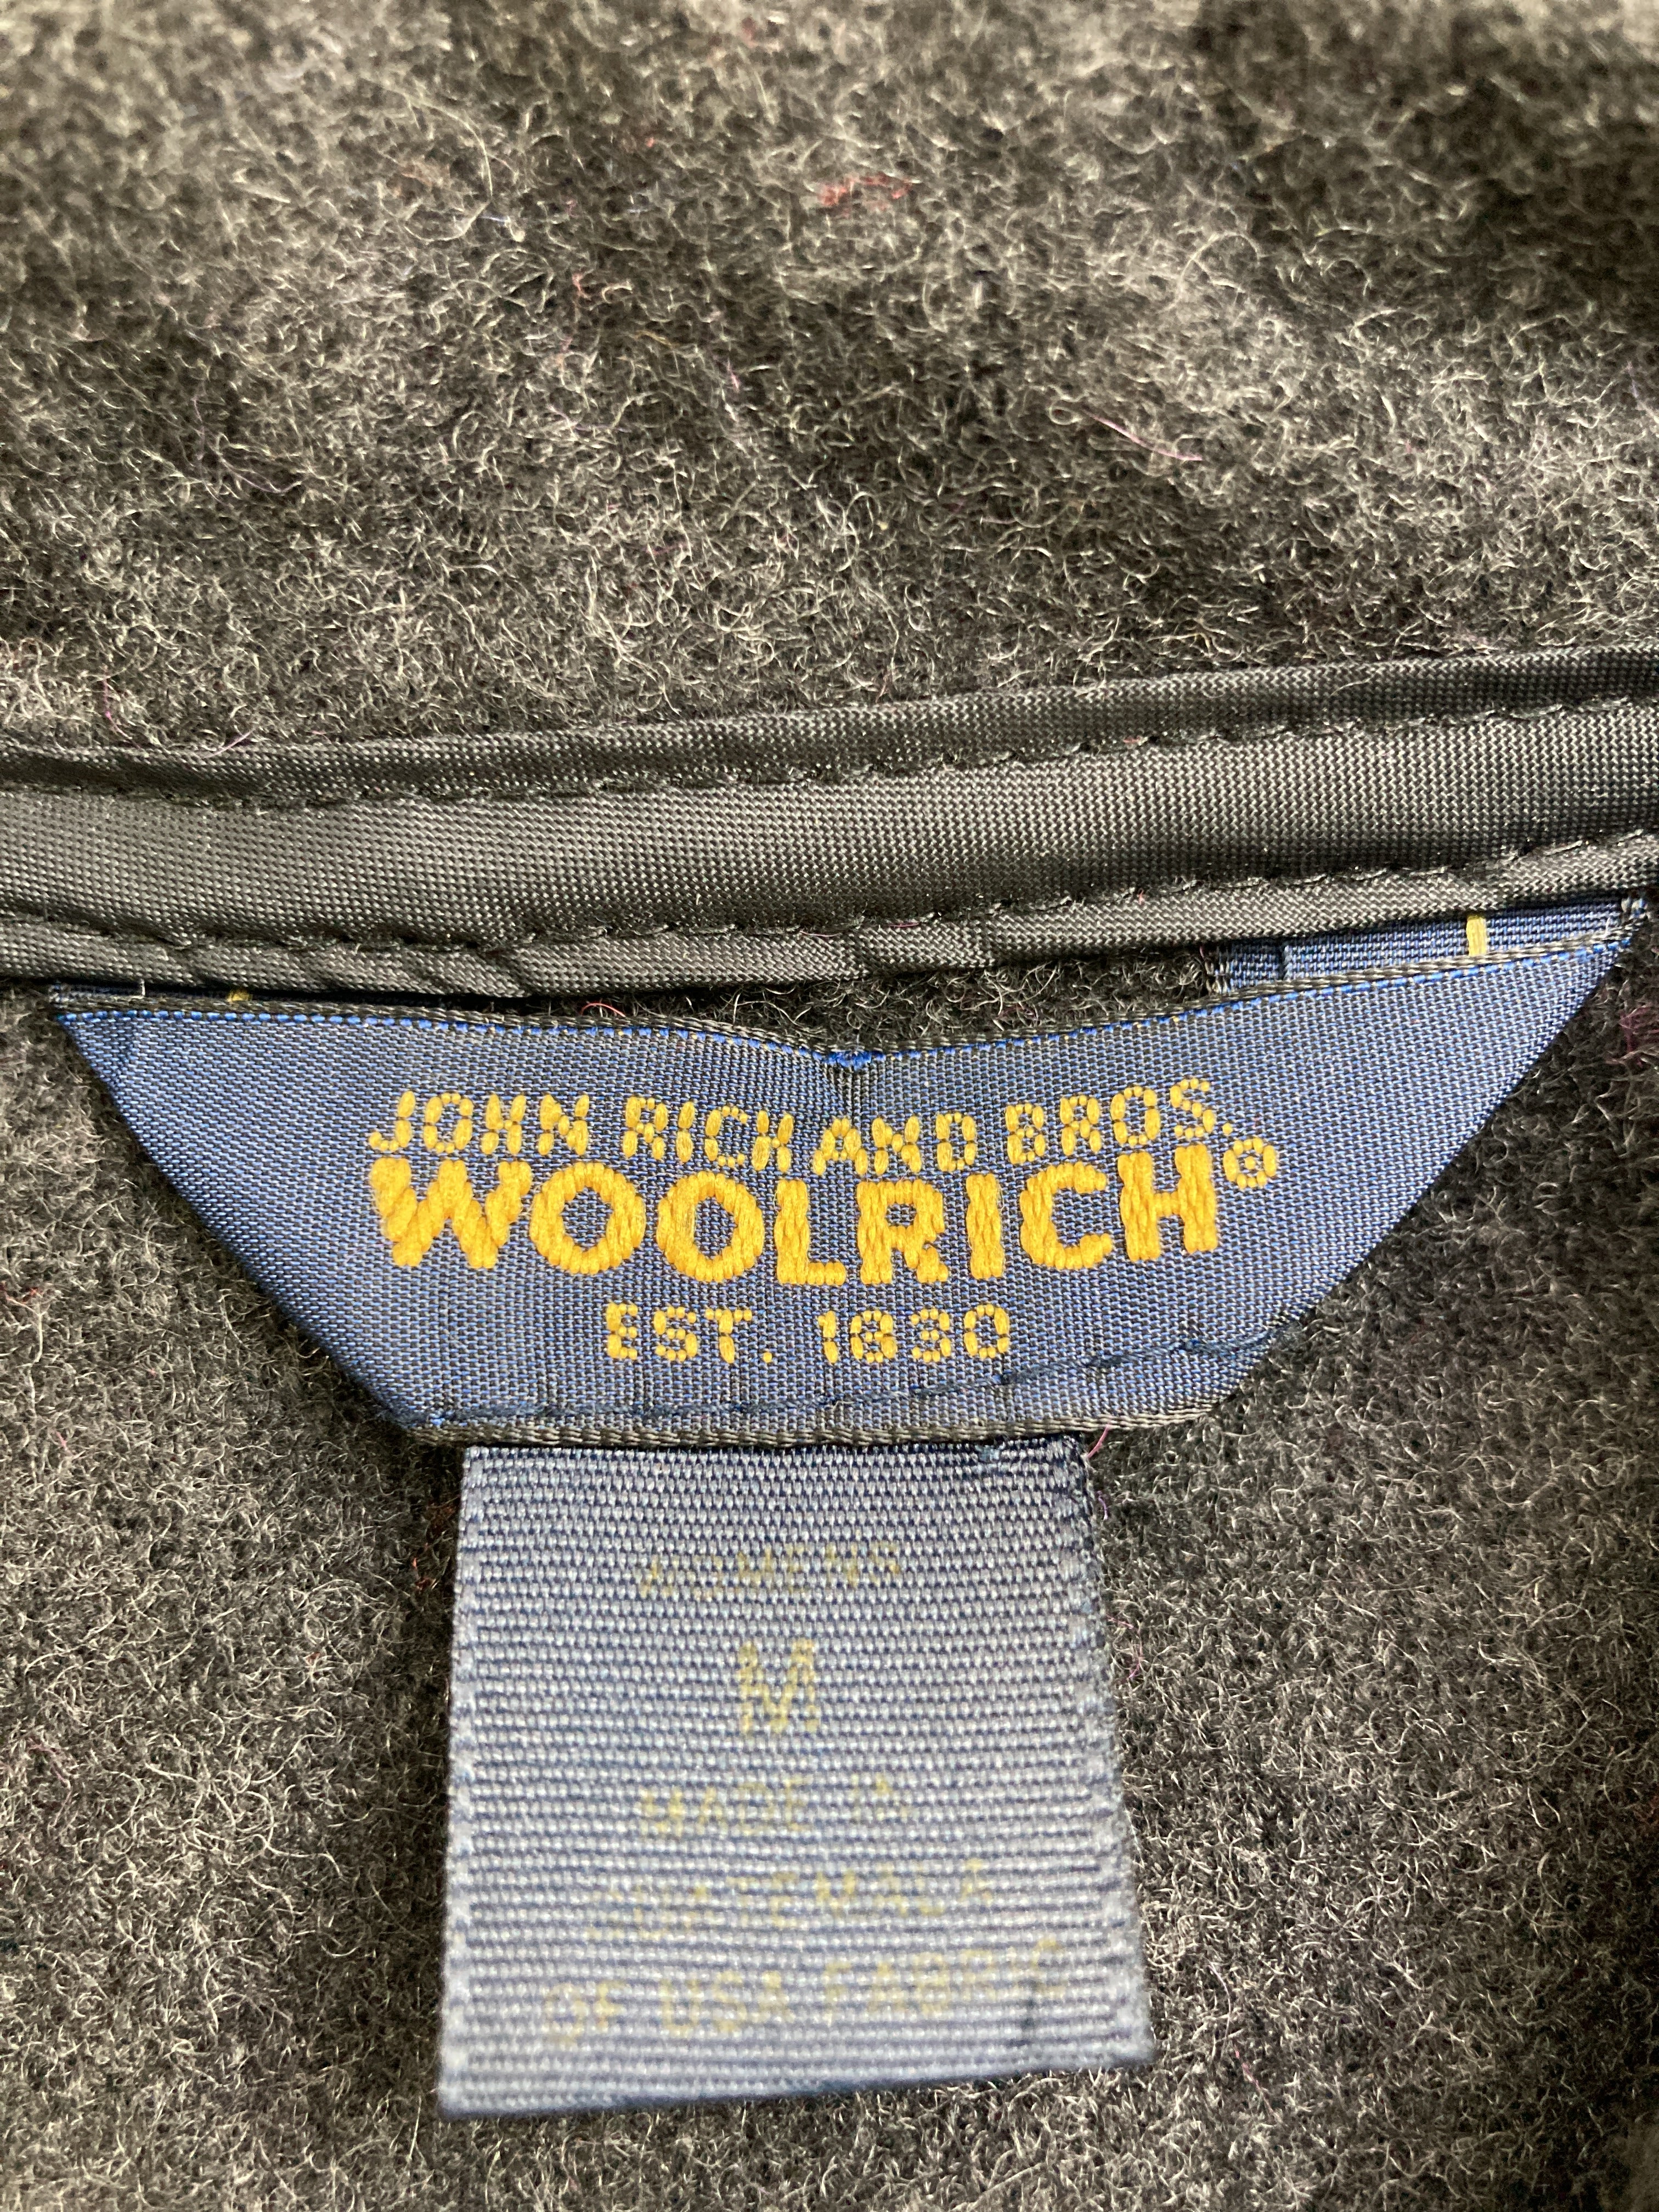 JOHN RICH AND BROS.
WOOLRICH®
EST. 1830
WOMENS
M
MADE IN
GUATEMALA
OF USA FABRIC